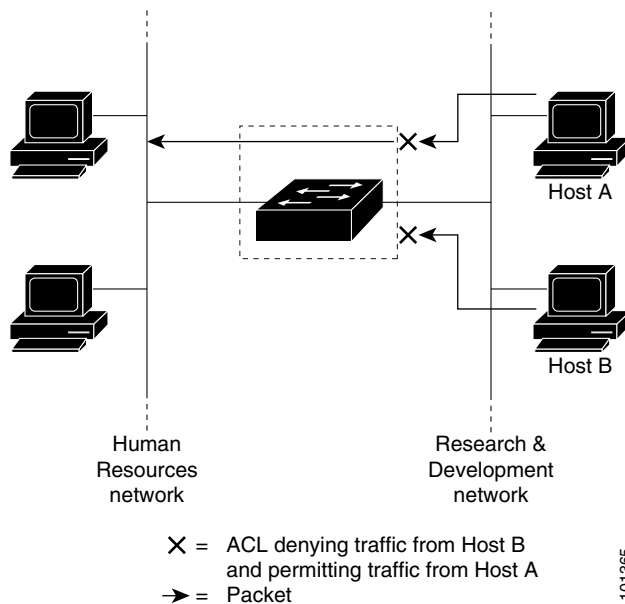 Host A
Host B
Human
Resources
network
Research &
Development
network
X = ACL denying traffic from Host B
and permitting traffic from Host A
→ = Packet
101365